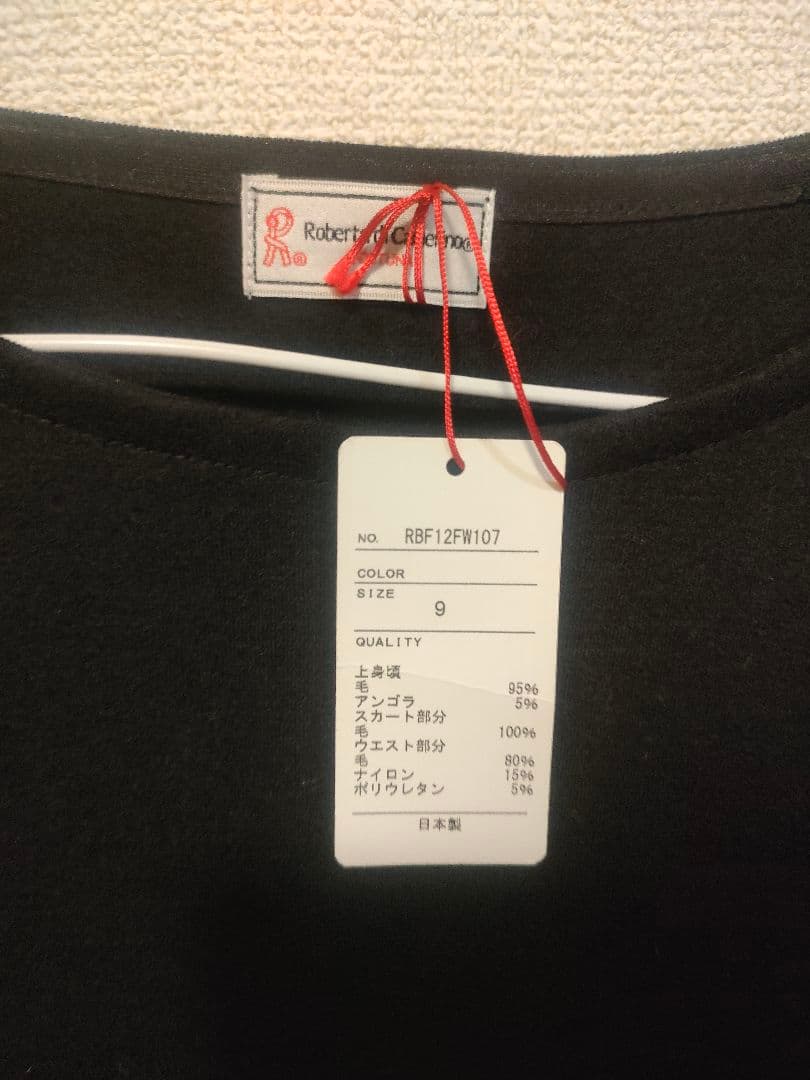 R®
Roberta di Camerino®
NO. RBF12FW107
COLOR
SIZE
9
QUALITY
上身頃
毛 95%
アンゴラ 5%
スカート部分
毛 100%
ウエスト部分
毛 80%
ナイロン 15%
ポリウレタン 5%
日本製